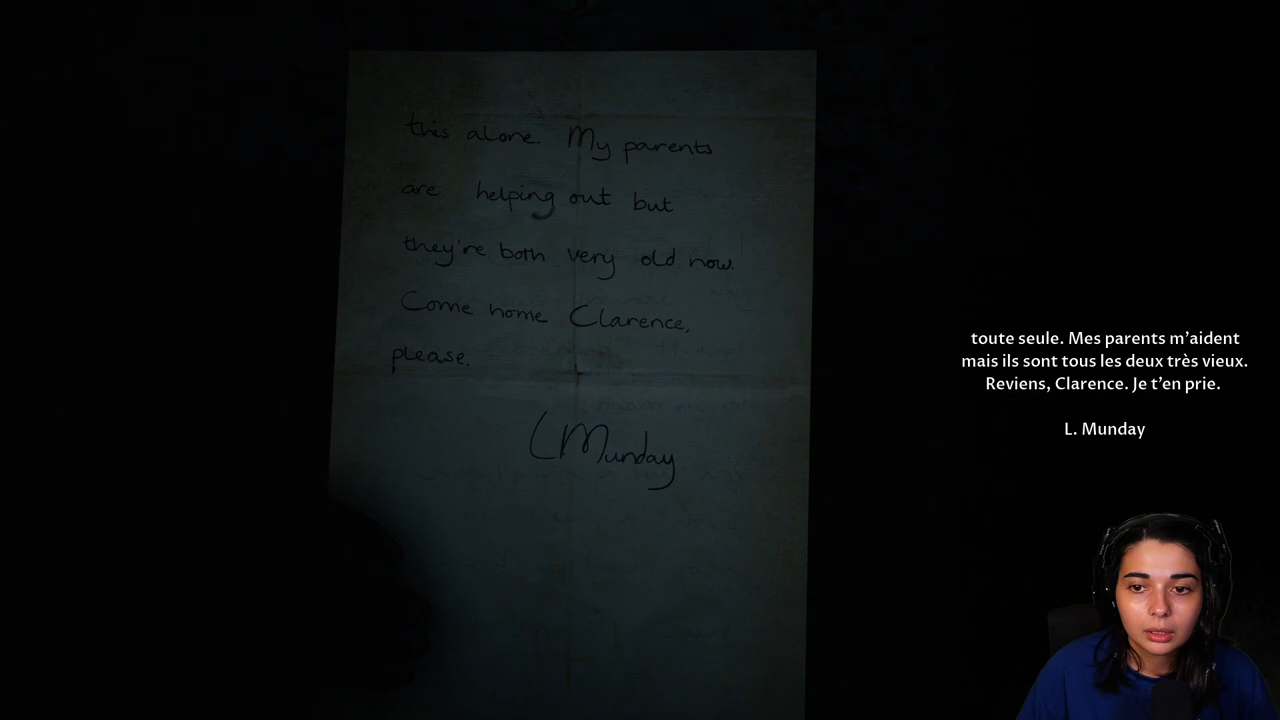 this alone. My parents
are helping out but
they're both very old now.
Come home Clarence,
please.
LMunday
toute seule. Mes parents m'aident
mais ils sont tous les deux très vieux.
Reviens, Clarence. Je t'en prie.
L. Munday